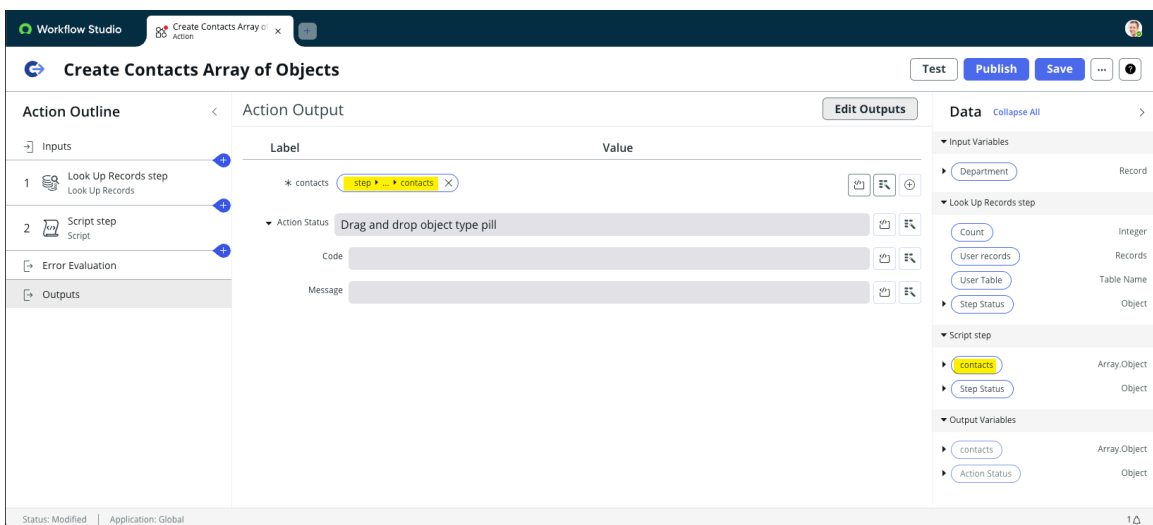 Workflow Studio
Create Contacts Array of
Action
Create Contacts Array of Objects
Test
Publish
Save
...
?
Action Outline
Inputs
1 Look Up Records step
Look Up Records
2 Script step
Script
Error Evaluation
Outputs
Action Output
Edit Outputs
Label Value
* contacts step ▸ ... ▸ contacts ×
Action Status Drag and drop object type pill
Code
Message
Data Collapse All
Input Variables
Department Record
Look Up Records step
Count Integer
User records Records
User Table Table Name
Step Status Object
Script step
contacts Array.Object
Step Status Object
Output Variables
contacts Array.Object
Action Status Object
Status: Modified | Application: Global
1